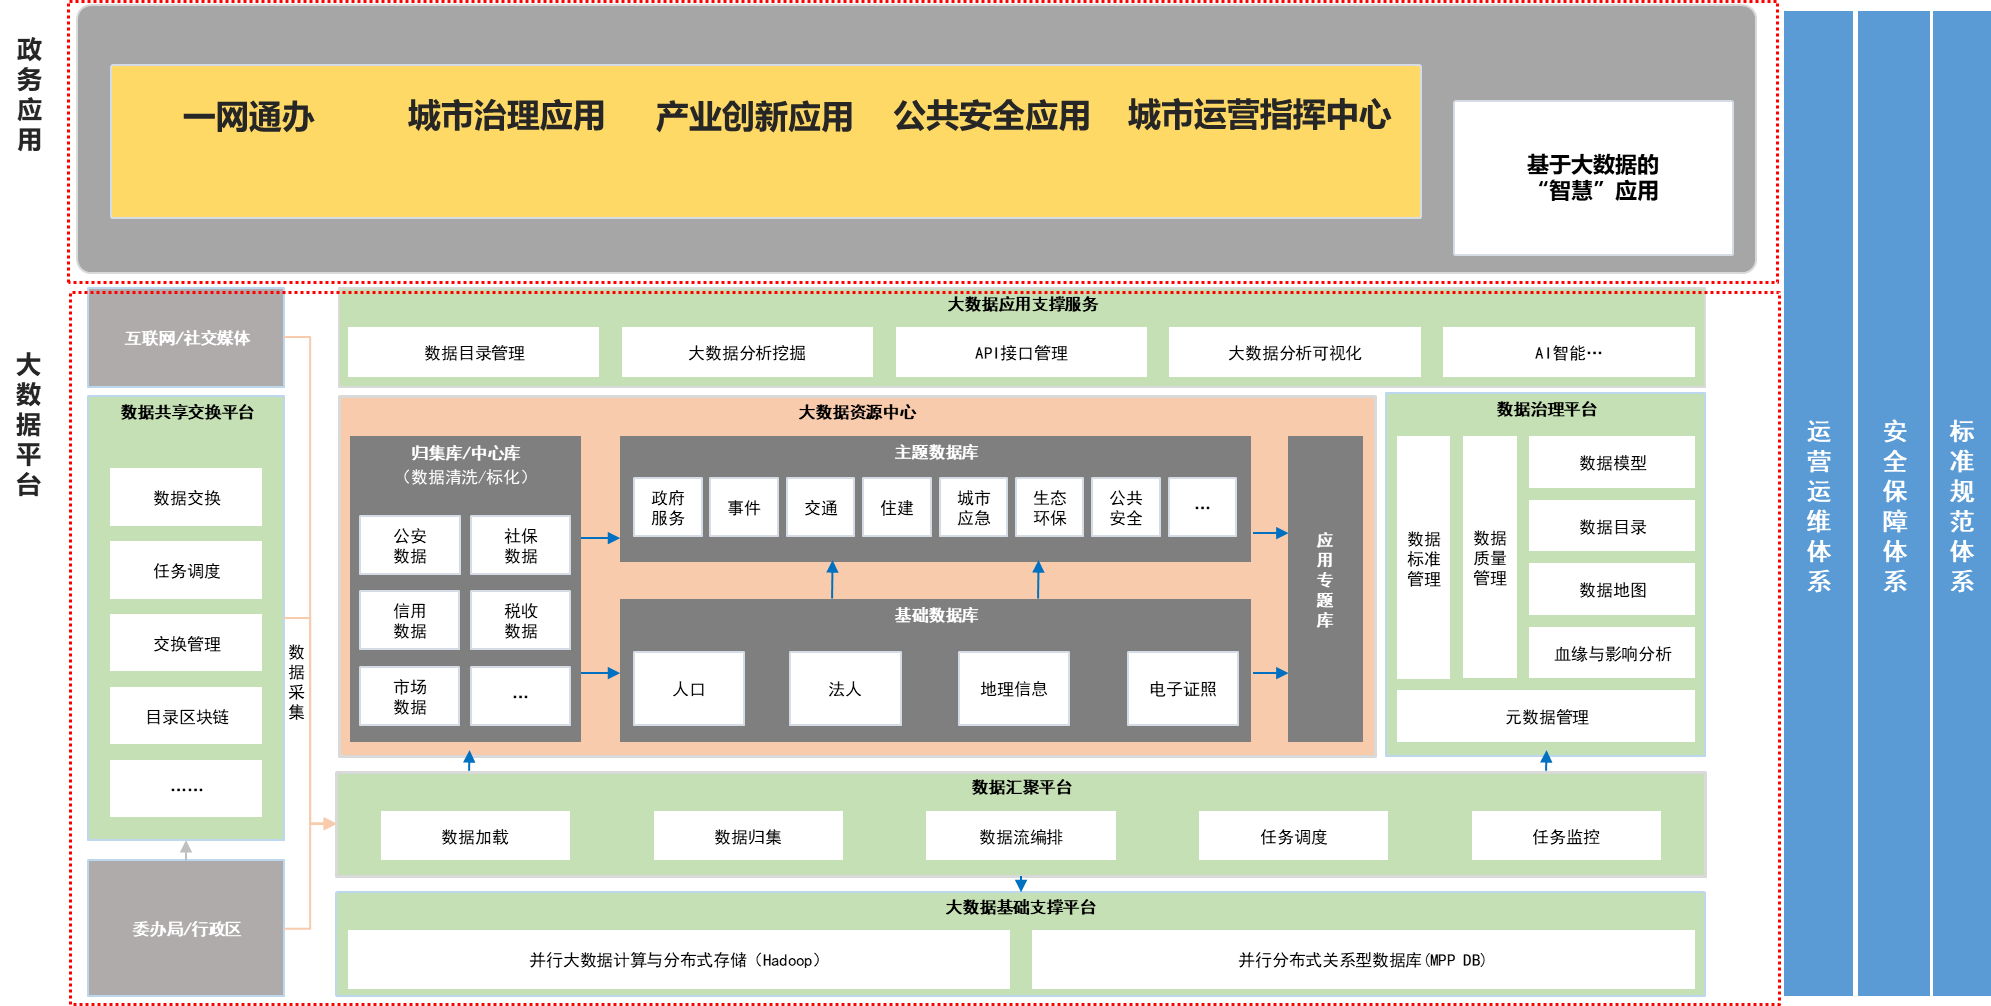 政务应用
一网通办
城市治理应用
产业创新应用
公共安全应用
城市运营指挥中心
基于大数据的
“智慧”应用
大数据平台
互联网/社交媒体
数据共享交换平台
数据交换
任务调度
交换管理
目录区块链
……
委办局/行政区
数据采集
大数据应用支撑服务
数据目录管理
大数据分析挖掘
API接口管理
大数据分析可视化
AI智能…
大数据资源中心
归集库/中心库
（数据清洗/标化）
公安
数据
社保
数据
信用
数据
税收
数据
市场
数据
…
主题数据库
政府
服务
事件
交通
住建
城市
应急
生态
环保
公共
安全
…
基础数据库
人口
法人
地理信息
电子证照
应用专题库
数据治理平台
数据
标准
管理
数据
质量
管理
数据模型
数据目录
数据地图
血缘与影响分析
元数据管理
数据汇聚平台
数据加载
数据归集
数据流编排
任务调度
任务监控
大数据基础支撑平台
并行大数据计算与分布式存储（Hadoop）
并行分布式关系型数据库(MPP DB)
运营运维体系
安全保障体系
标准规范体系